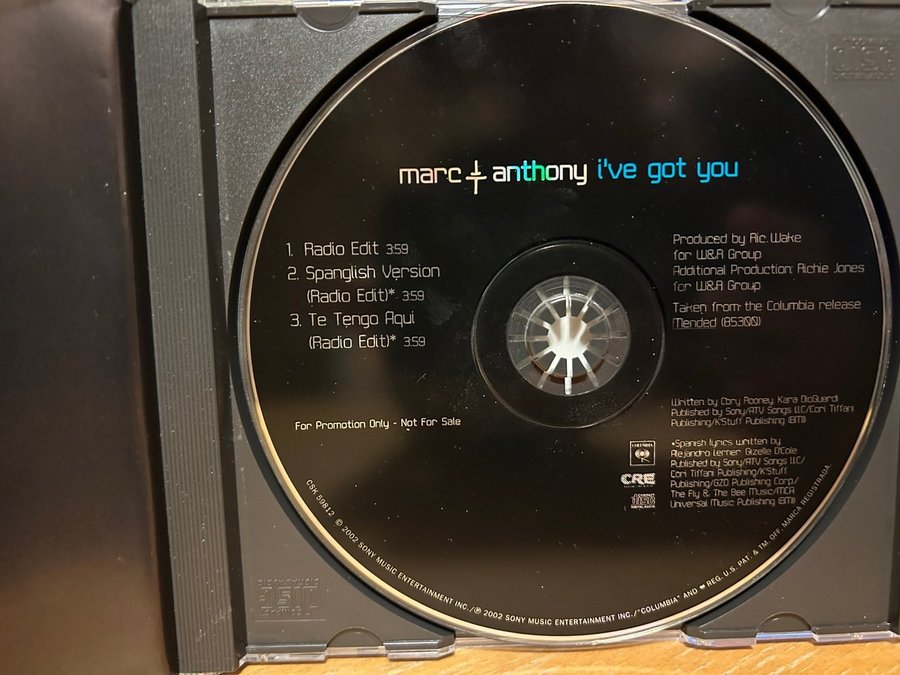 marc anthony i've got you
1. Radio Edit 3:59
2. Spanglish Version
(Radio Edit)* 3:59
3. Te Tengo Aqui
(Radio Edit)* 3:59
Produced by Ric Wake
for W&R Group
Additional Production: Richie Jones
for W&R Group
Taken from the Columbia release
Mended (85300)
For Promotion Only - Not For Sale
Written by Cory Rooney, Kara DioGuardi
Published by Sony/ATV Songs LLC/Cori Tiffani
Publishing/K'Stuff Publishing (BMI)
*Spanish lyrics written by
Alejandro Lerner, Gizelle D'Cole
Published by Sony/ATV Songs LLC/
Cori Tiffani Publishing/K'Stuff
Publishing/GZD Publishing Corp/
The Fly & The Bee Music/MCA
Universal Music Publishing (BMI)
COLUMBIA
CRE
COMPACT
disc
DIGITAL AUDIO
CSK 59812 © 2002 SONY MUSIC ENTERTAINMENT INC./℗ 2002 SONY MUSIC ENTERTAINMENT INC./"COLUMBIA" AND REG. U.S. PAT. & TM. OFF. MARCA REGISTRADA